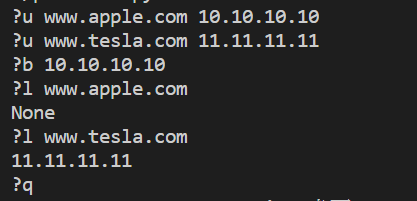 ?u www.apple.com 10.10.10.10
?u www.tesla.com 11.11.11.11
?b 10.10.10.10
?l www.apple.com
None
?l www.tesla.com
11.11.11.11
?q